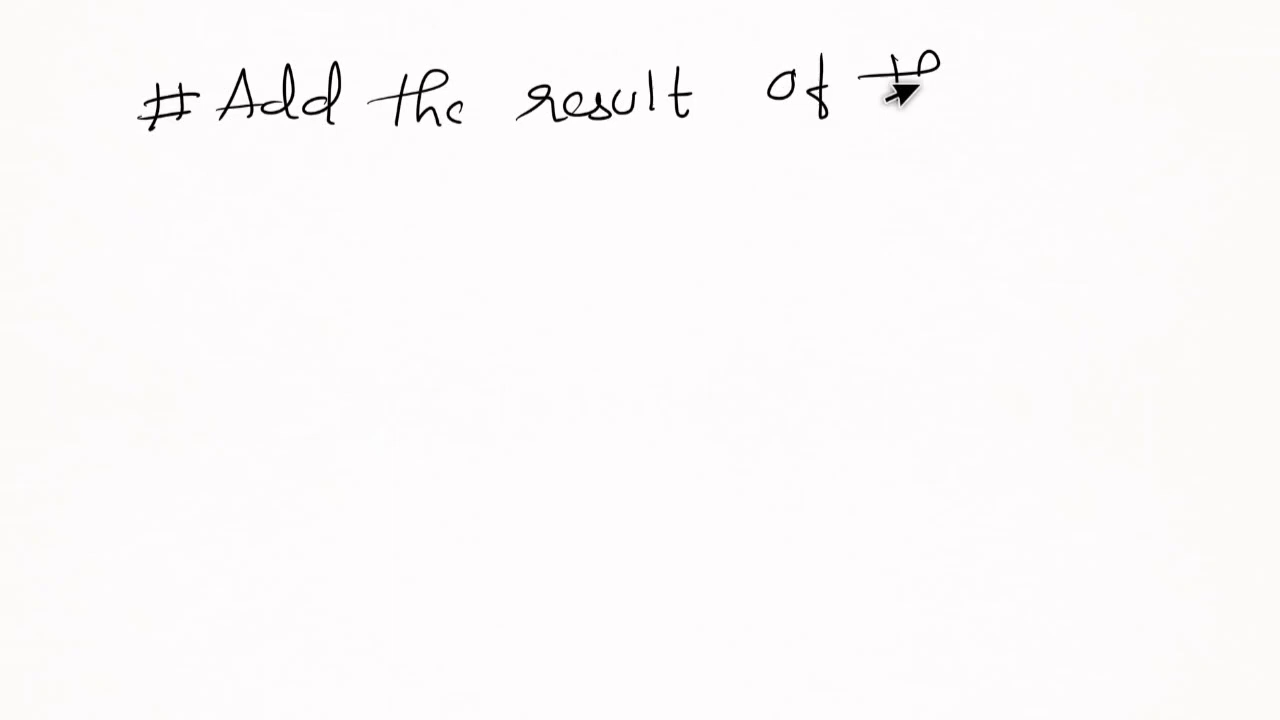 # Add the result of